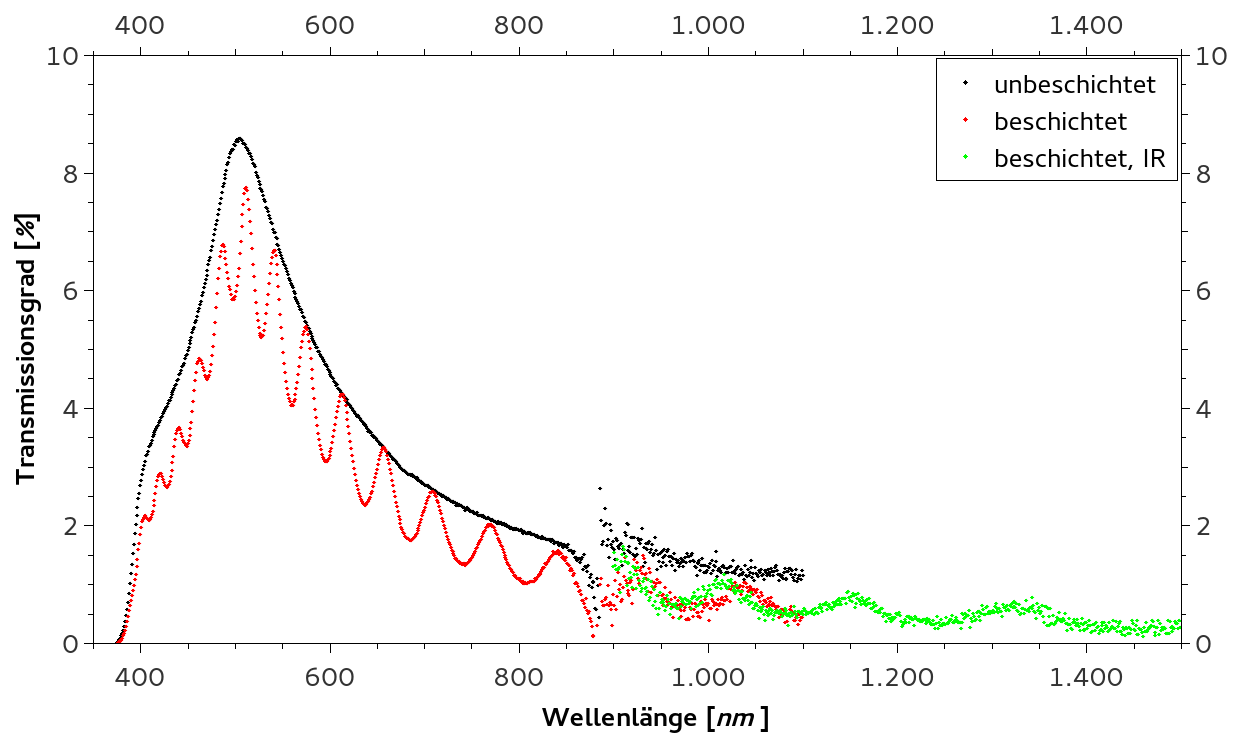 400 600 800 1.000 1.200 1.400
10 10
unbeschichtet
beschichtet
beschichtet, IR
8 8
6 6
4 4
2 2
0 0
Transmissionsgrad [%]
400 600 800 1.000 1.200 1.400
Wellenlänge [nm ]